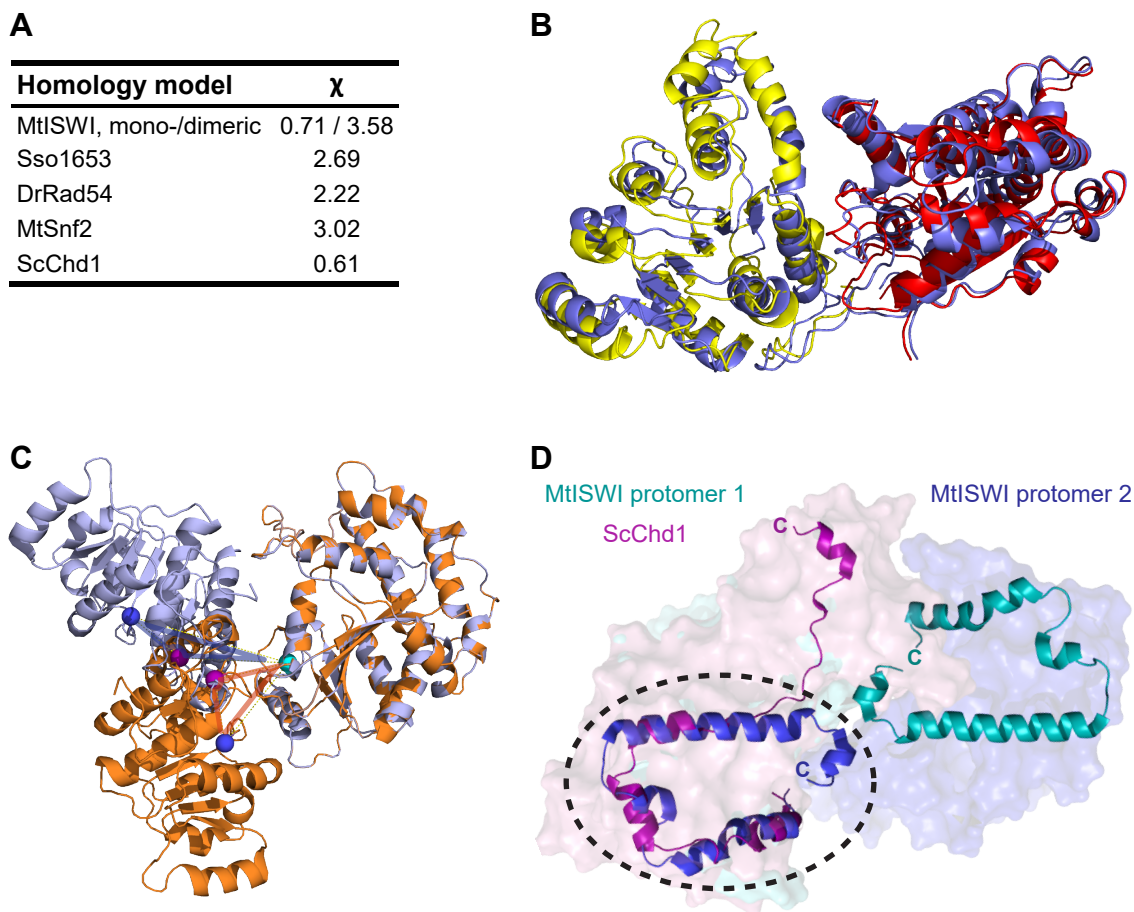 A
Homology model χ
MtISWI, mono-/dimeric 0.71 / 3.58
Sso1653 2.69
DrRad54 2.22
MtSnf2 3.02
ScChd1 0.61
B
C
D
MtISWI protomer 1 MtISWI protomer 2
ScChd1
C
C
C